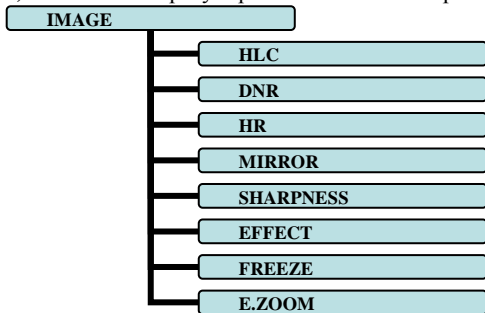 IMAGE
HLC
DNR
HR
MIRROR
SHARPNESS
EFFECT
FREEZE
E.ZOOM